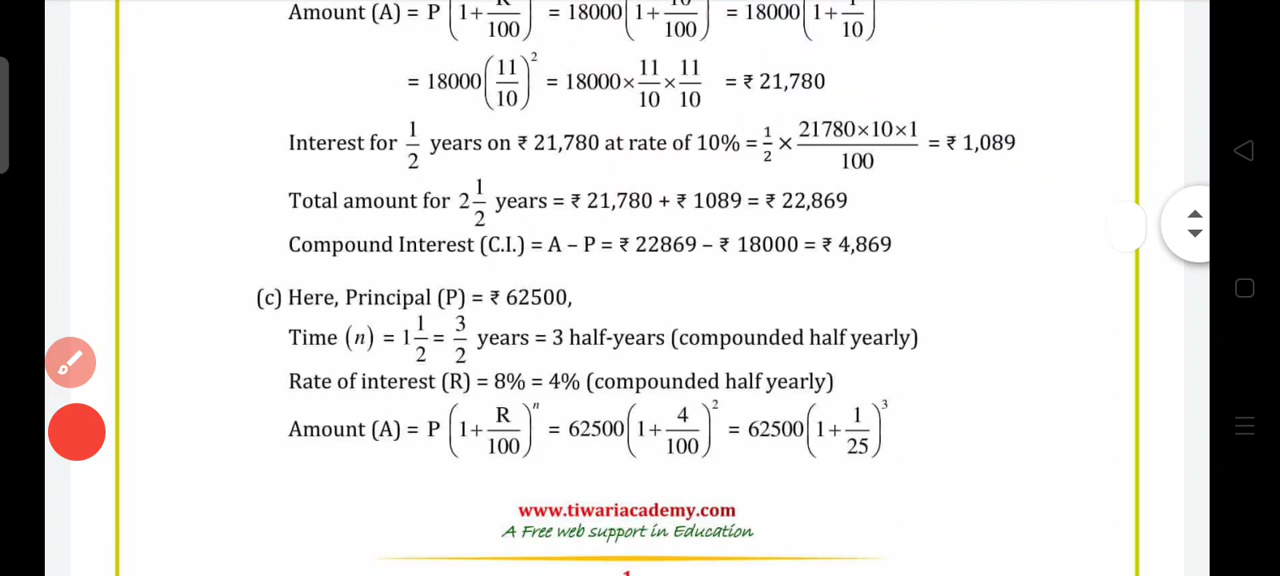 Amount (A) = P (1+R/100) = 18000(1+10/100) = 18000(1+1/10)
= 18000(11/10)² = 18000×11/10×11/10 = ₹ 21,780
Interest for 1/2 years on ₹ 21,780 at rate of 10% = 1/2 × 21780×10×1/100 = ₹ 1,089
Total amount for 2 1/2 years = ₹ 21,780 + ₹ 1089 = ₹ 22,869
Compound Interest (C.I.) = A – P = ₹ 22869 – ₹ 18000 = ₹ 4,869
(c) Here, Principal (P) = ₹ 62500,
Time (n) = 1 1/2 = 3/2 years = 3 half-years (compounded half yearly)
Rate of interest (R) = 8% = 4% (compounded half yearly)
Amount (A) = P (1+R/100)ⁿ = 62500(1+4/100)² = 62500(1+1/25)³
www.tiwariacademy.com
A Free web support in Education